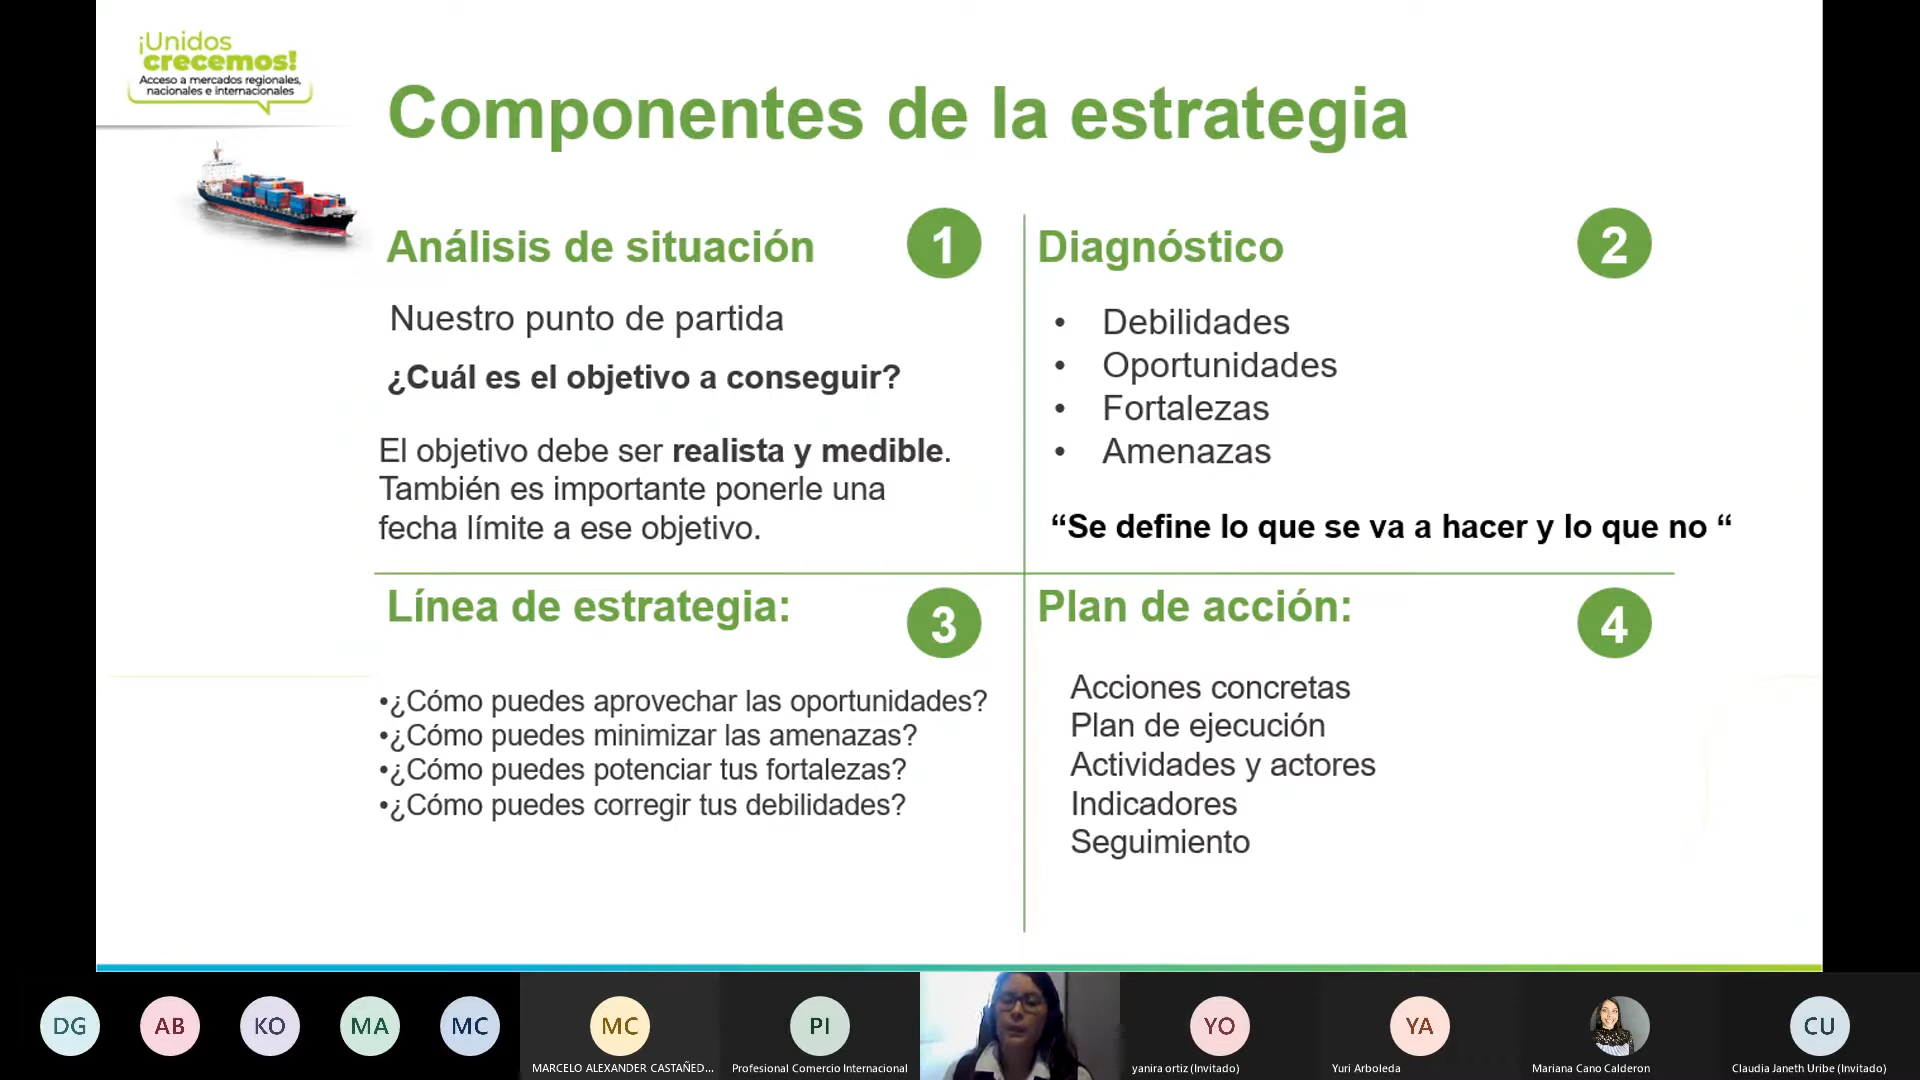 ¡Unidos
crecemos!
Acceso a mercados regionales,
nacionales e internacionales
Componentes de la estrategia
Análisis de situación
1
Nuestro punto de partida
¿Cuál es el objetivo a conseguir?
El objetivo debe ser realista y medible.
También es importante ponerle una
fecha límite a ese objetivo.
Diagnóstico
2
• Debilidades
• Oportunidades
• Fortalezas
• Amenazas
“Se define lo que se va a hacer y lo que no “
Línea de estrategia:
3
•¿Cómo puedes aprovechar las oportunidades?
•¿Cómo puedes minimizar las amenazas?
•¿Cómo puedes potenciar tus fortalezas?
•¿Cómo puedes corregir tus debilidades?
Plan de acción:
4
Acciones concretas
Plan de ejecución
Actividades y actores
Indicadores
Seguimiento
DG
AB
KO
MA
MC
MC
MARCELO ALEXANDER CASTAÑED...
PI
Profesional Comercio Internacional
YO
yanira ortiz (Invitado)
YA
Yuri Arboleda
Mariana Cano Calderon
CU
Claudia Janeth Uribe (Invitado)